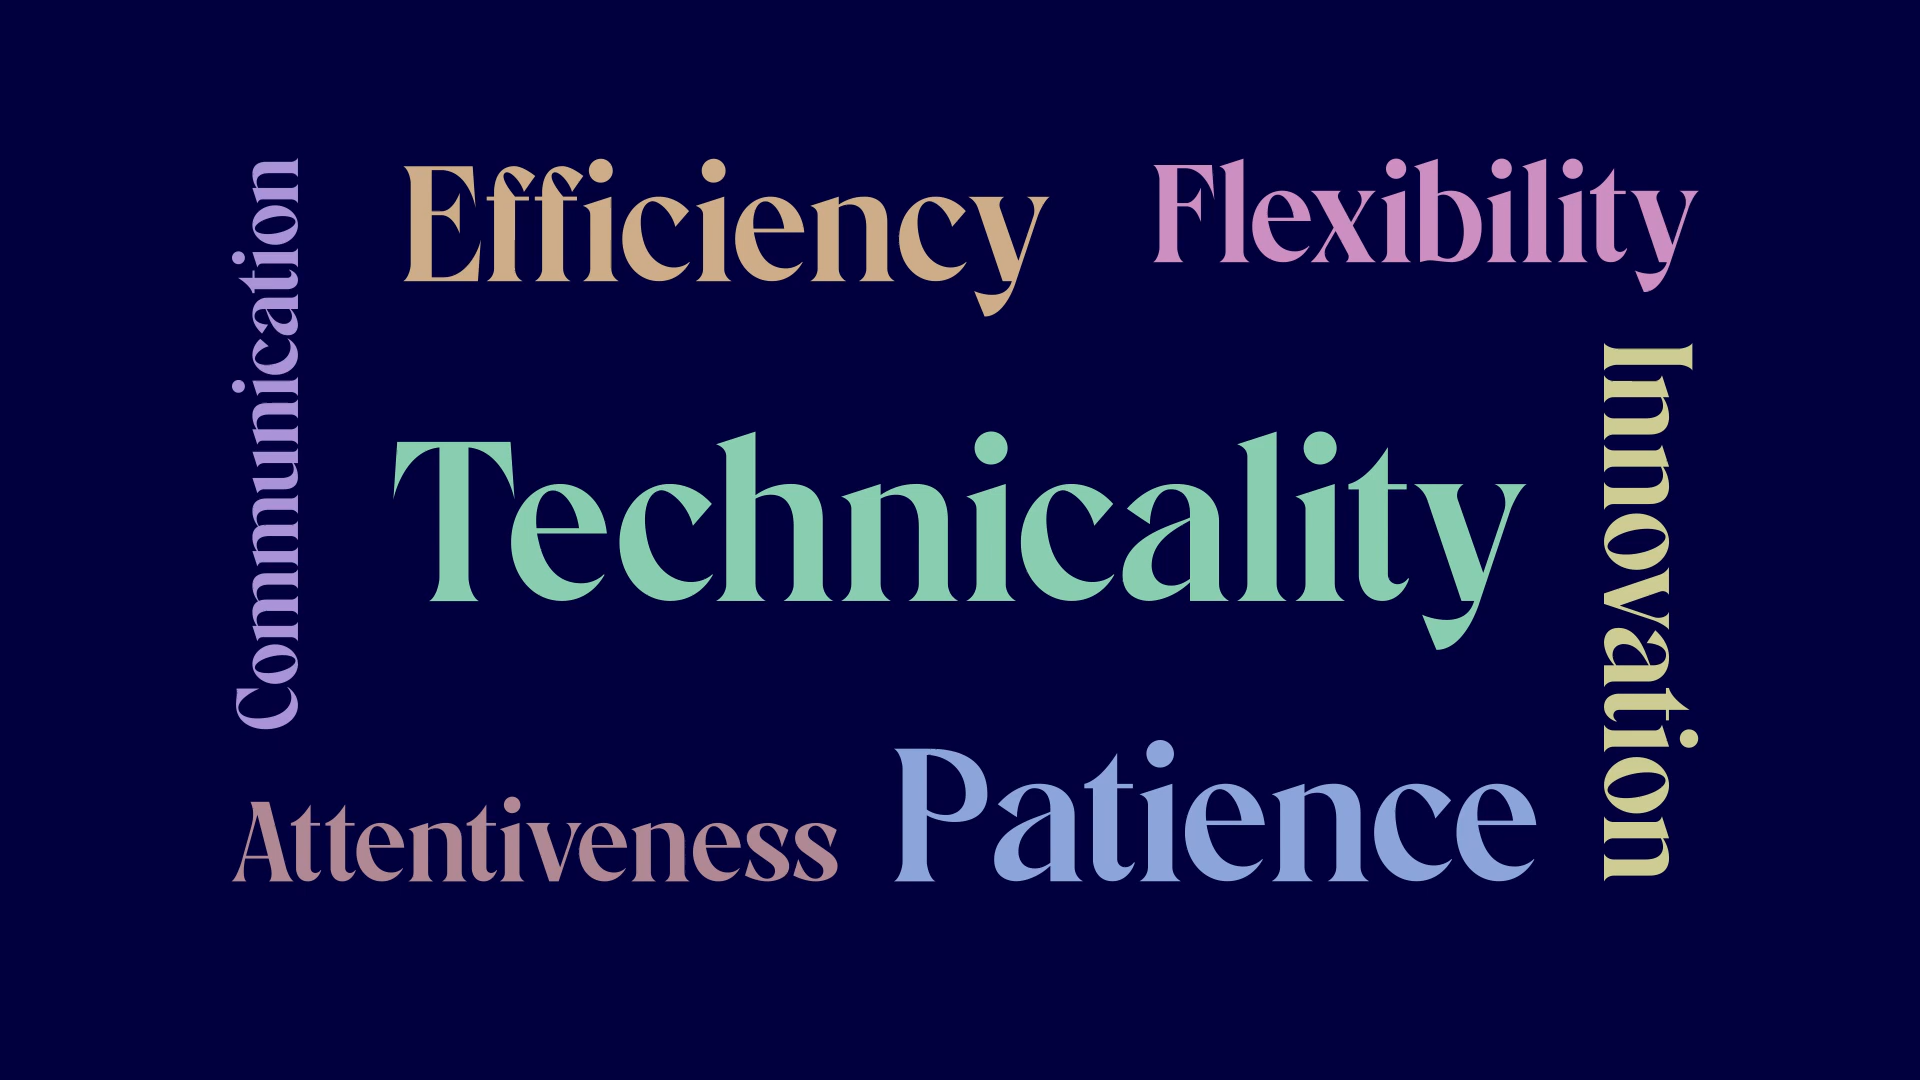 Communication
Efficiency
Flexibility
Technicality
Innovation
Attentiveness
Patience